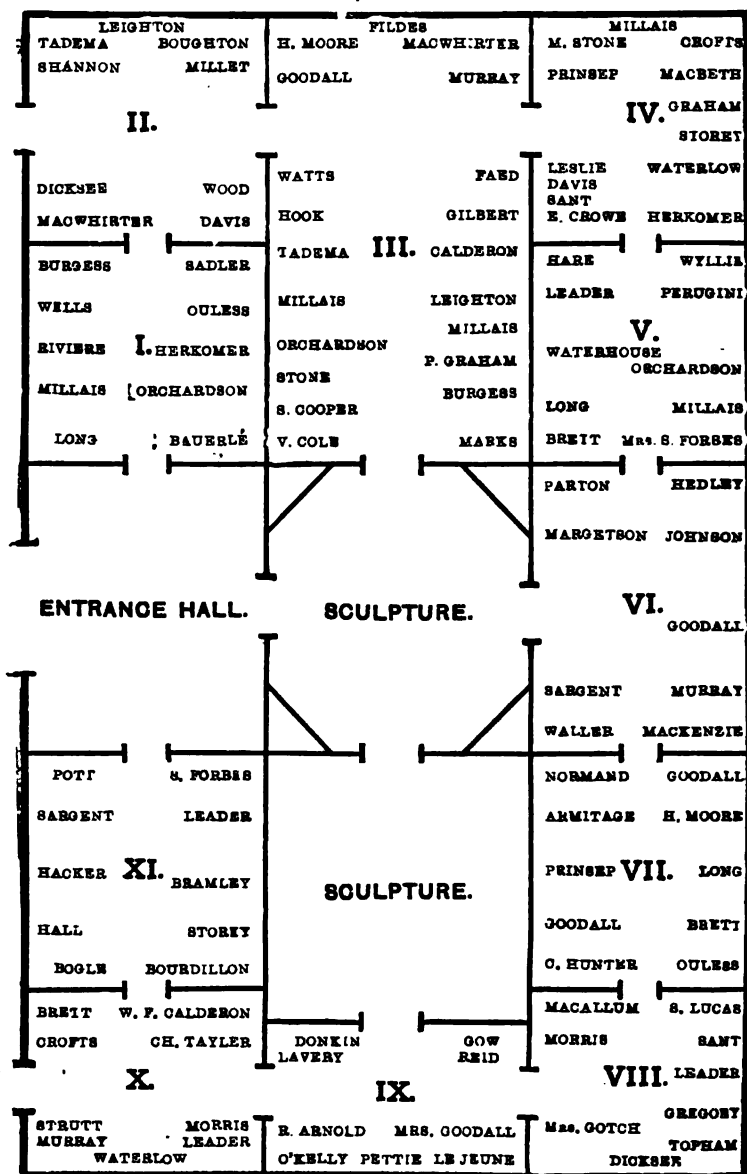 LEIGHTON
TADEMA BOUGHTON
SHANNON MILLET
II.
DICKSEE WOOD
MACWHIRTER DAVIS
FILDES
H. MOORE MACWHIRTER
GOODALL MURRAY
WATTS FAED
HOOK GILBERT
TADEMA III. CALDERON
MILLAIS LEIGHTON
MILLAIS
ORCHARDSON
P. GRAHAM
STONE
BURGESS
S. COOPER
V. COLE MARKS
MILLAIS
M. STONE CROFTS
PRINSEP MACBETH
IV. GRAHAM
STOREY
LESLIE WATERLOW
DAVIS
SANT
E. CROWE HERKOMER
BURGESS SADLER
WELLS OULESS
RIVIERE I. HERKOMER
MILLAIS ORCHARDSON
LONG BAUERLÉ
HARE WYLLIE
LEADER PERUGINI
V.
WATERHOUSE
ORCHARDSON
LONG MILLAIS
BRETT MRS. S. FORBES
PARTON HEDLEY
MARGETSON JOHNSON
ENTRANCE HALL. SCULPTURE. VI.
GOODALL
SARGENT MURRAY
WALLER MACKENZIE
POTT S. FORBES
SARGENT LEADER
HACKER XI. BRAMLEY
HALL STOREY
BOGLE BOURDILLON
SCULPTURE.
NORMAND GOODALL
ARMITAGE H. MOORE
PRINSEP VII. LONG
GOODALL BRETT
C. HUNTER OULESS
BRETT W. F. CALDERON
CROFTS CH. TAYLER
X.
STRUTT MORRIS
MURRAY LEADER
WATERLOW
DONKIN GOW
LAVERY REID
IX.
R. ARNOLD MRS. GOODALL
O'KELLY PETTIE LE JEUNE
MACALLUM S. LUCAS
MORRIS SANT
VIII. LEADER
GREGORY
MRS. GOTCH
TOPHAM
DICKSEE